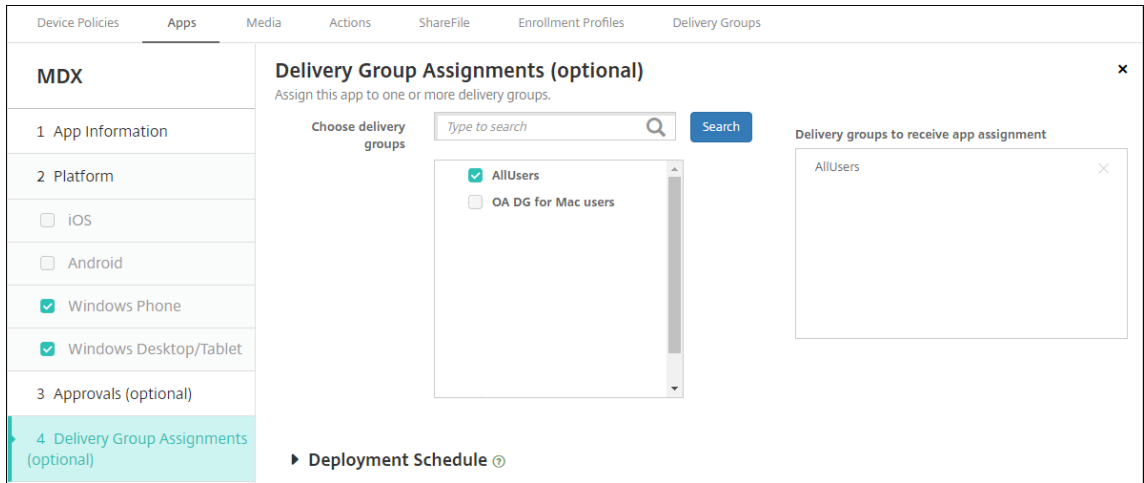 Device Policies Apps Media Actions ShareFile Enrollment Profiles Delivery Groups
MDX
1 App Information
2 Platform
iOS
Android
Windows Phone
Windows Desktop/Tablet
3 Approvals (optional)
4 Delivery Group Assignments
(optional)
Delivery Group Assignments (optional)
Assign this app to one or more delivery groups.
Choose delivery
groups
Type to search
Search
AllUsers
OA DG for Mac users
Delivery groups to receive app assignment
AllUsers
Deployment Schedule ?